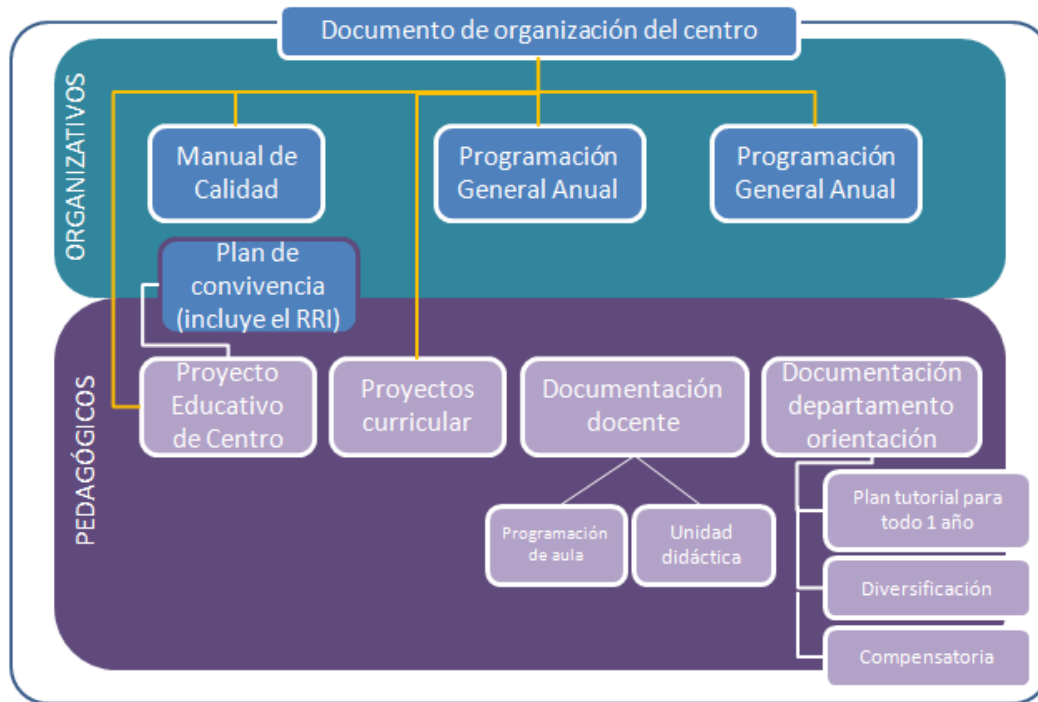 Documento de organización del centro
ORGANIZATIVOS
Manual de
Calidad
Programación
General Anual
Programación
General Anual
Plan de
convivencia
(incluye el RRI)
PEDAGÓGICOS
Proyecto
Educativo
de Centro
Proyectos
curricular
Documentación
docente
Documentación
departamento
orientación
Programación
de aula
Unidad
didáctica
Plan tutorial para
todo 1 año
Diversificación
Compensatoria